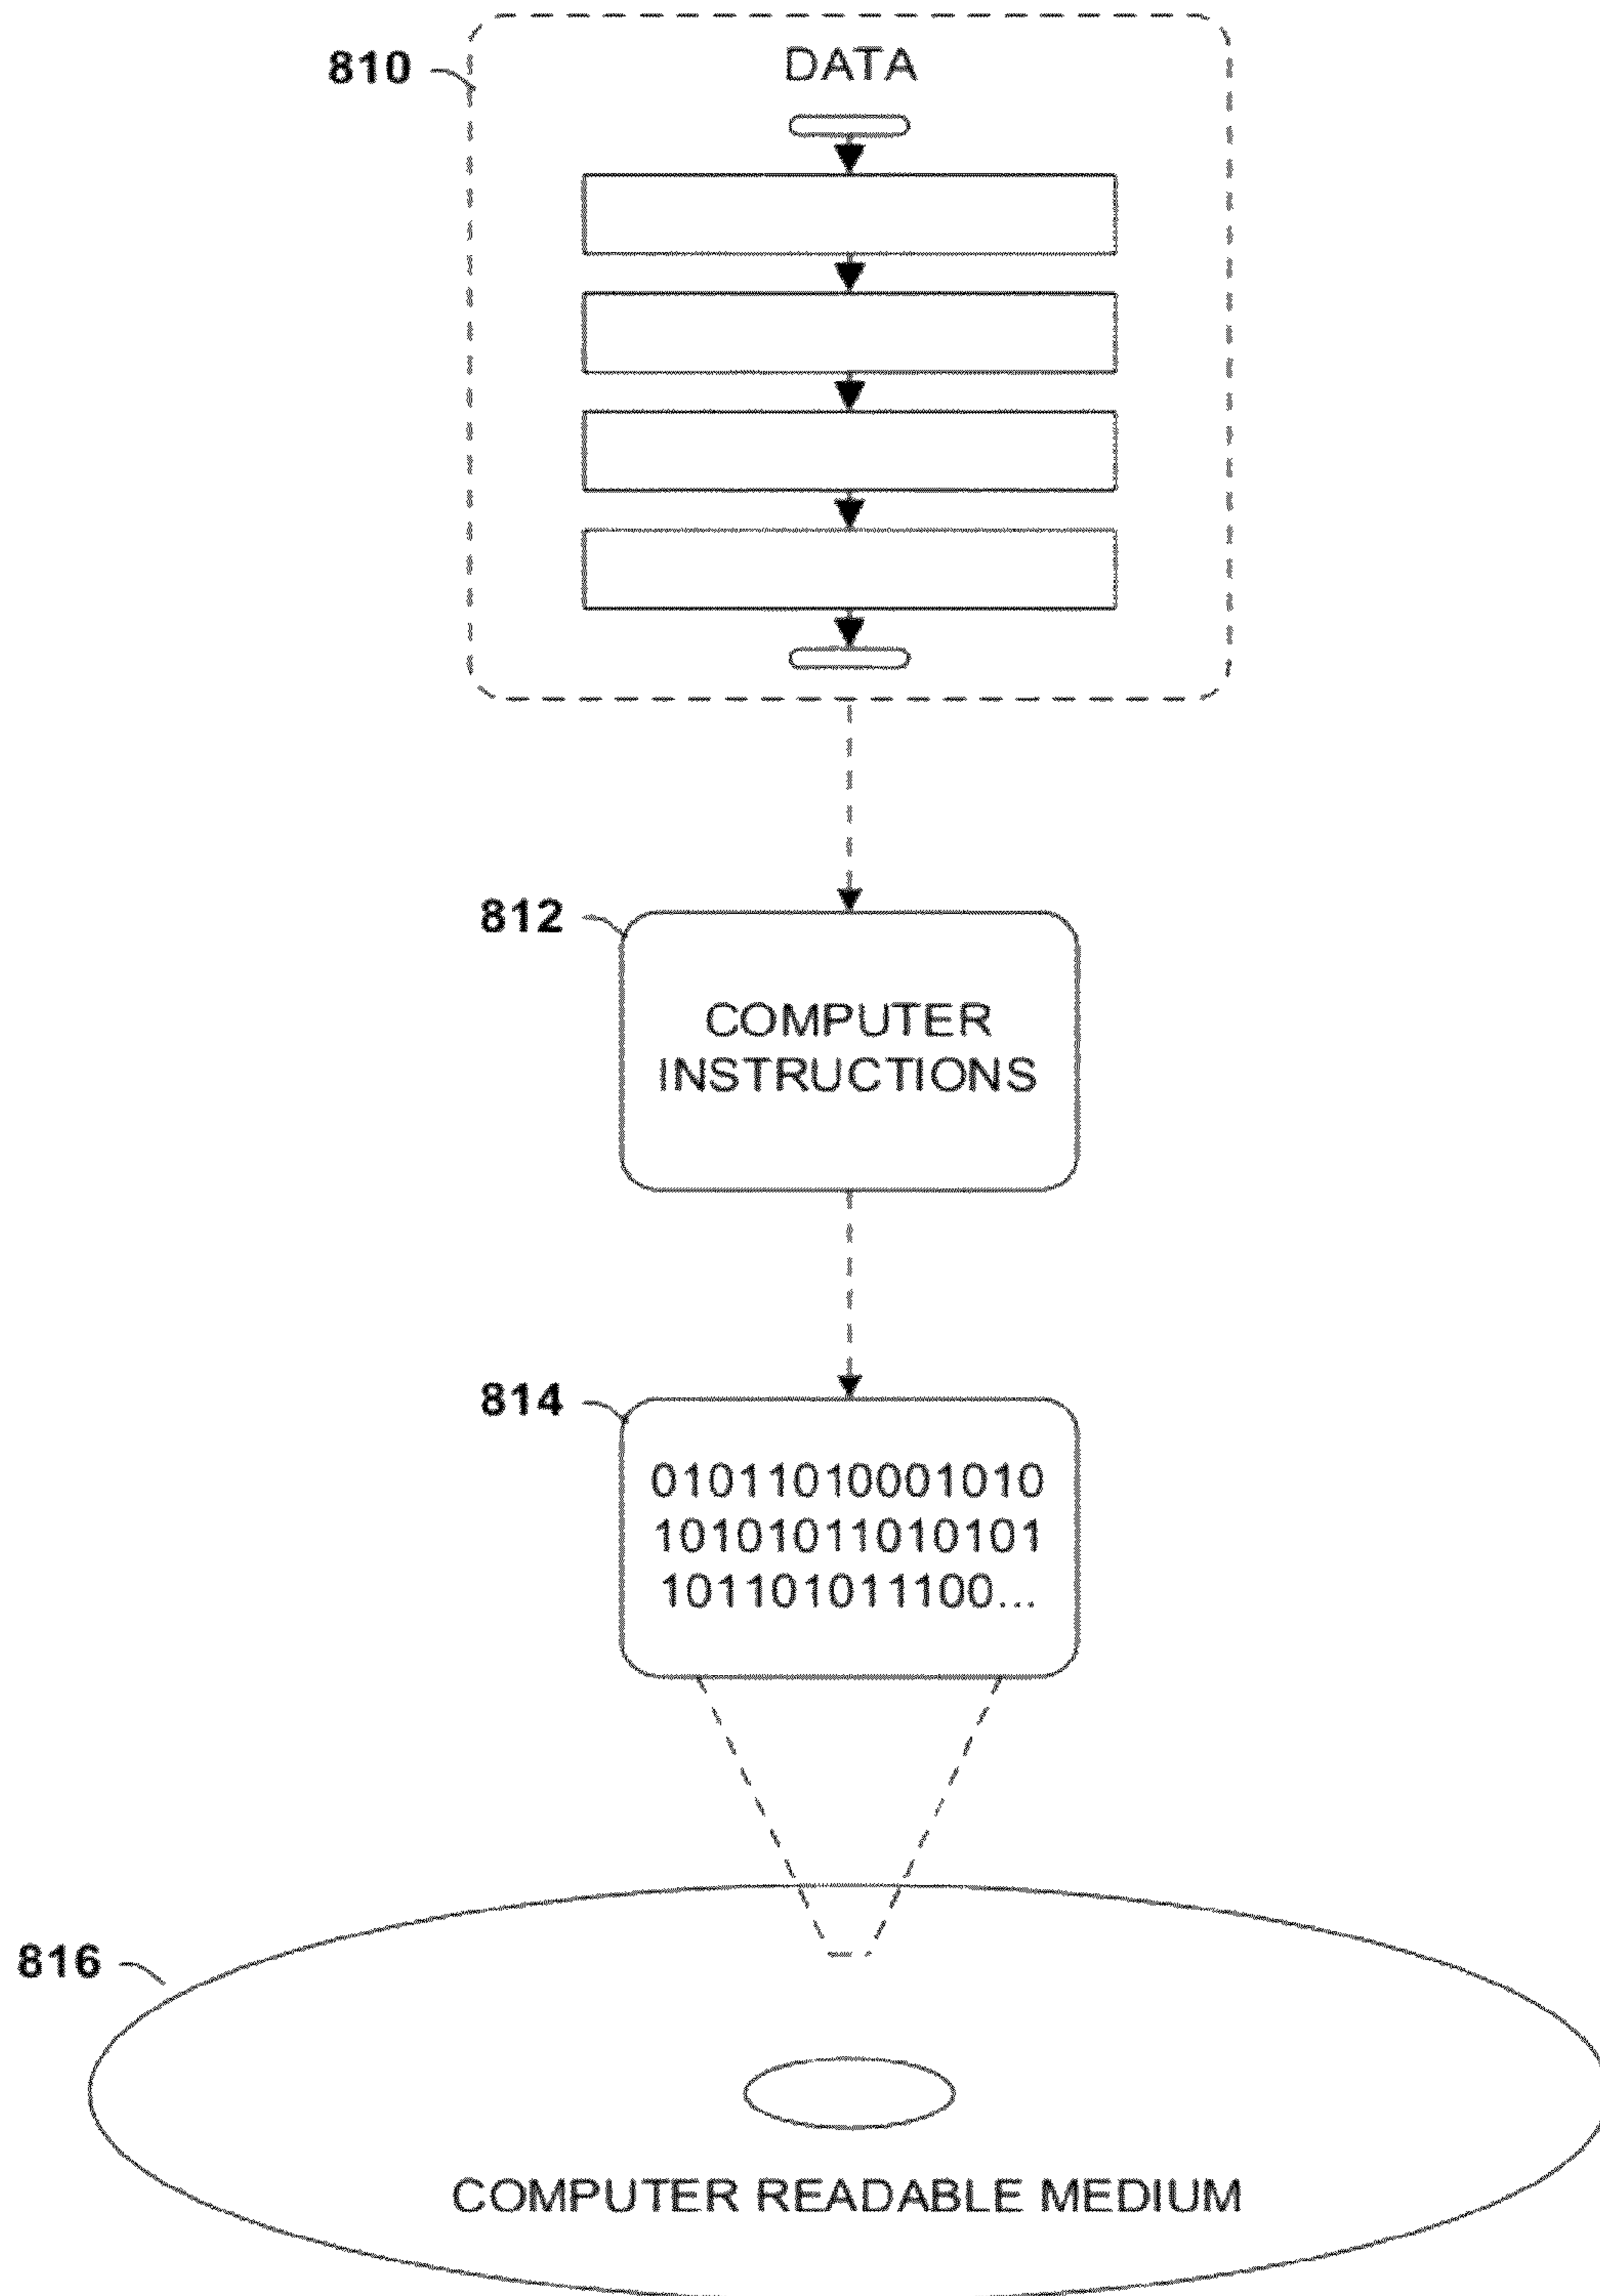 810
DATA
812
COMPUTER
INSTRUCTIONS
814
01011010001010
10101011010101
101101011100...
816
COMPUTER READABLE MEDIUM